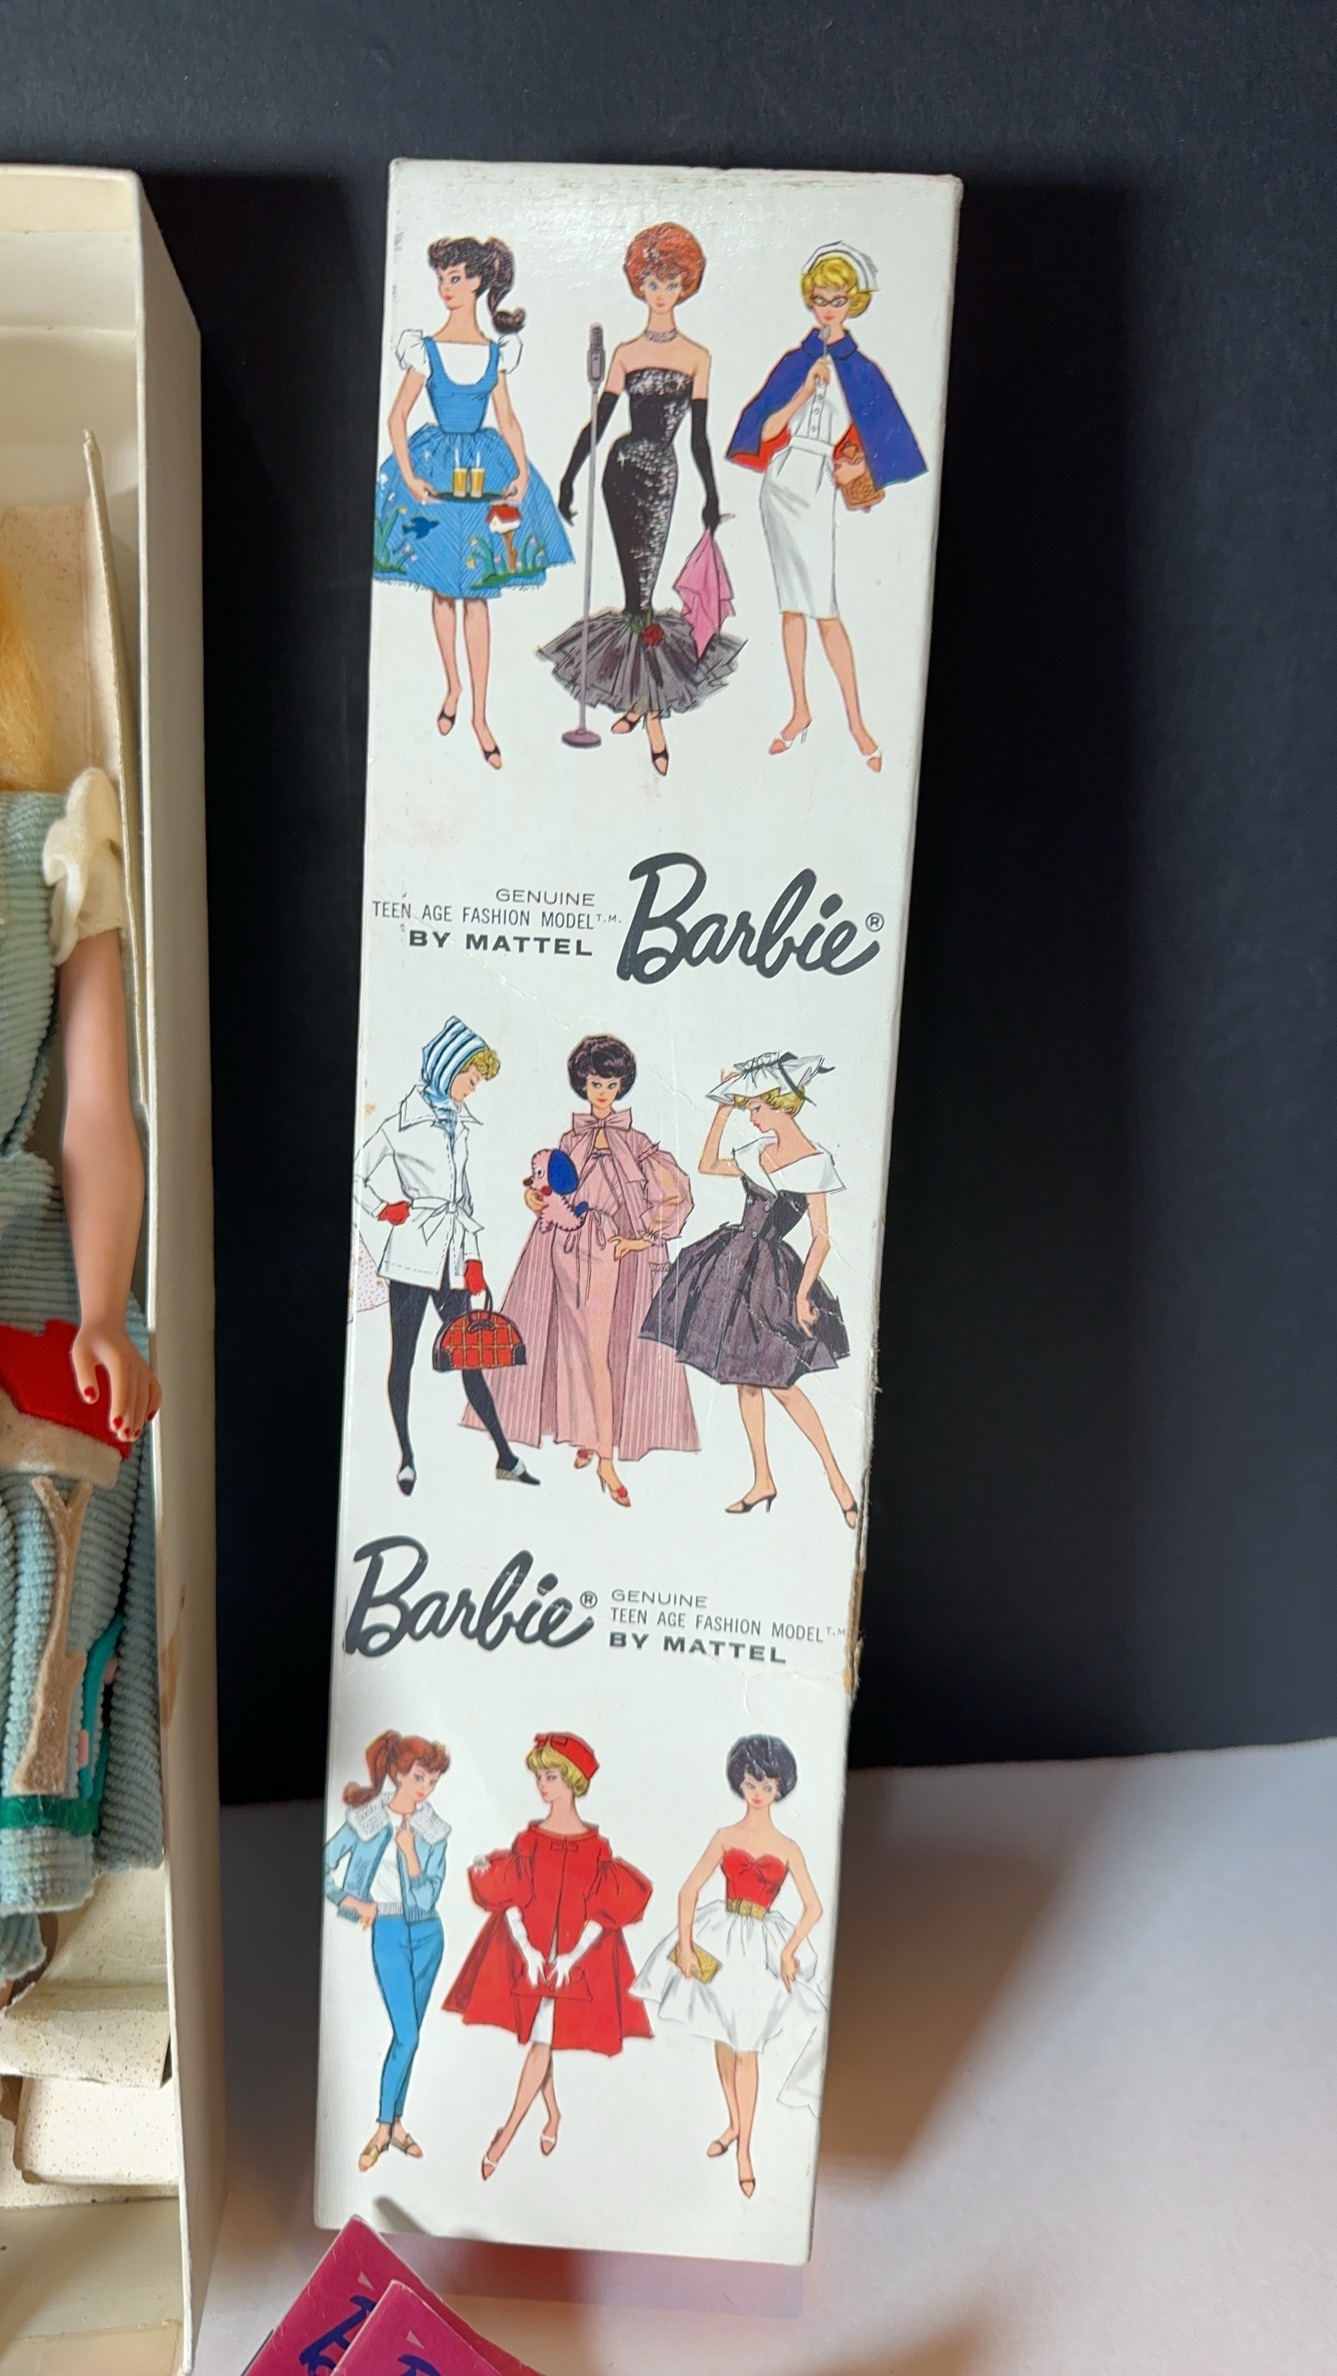 GENUINE
TEEN AGE FASHION MODEL T.M.
BY MATTEL
Barbie®
Barbie®
GENUINE
TEEN AGE FASHION MODEL T.M.
BY MATTEL